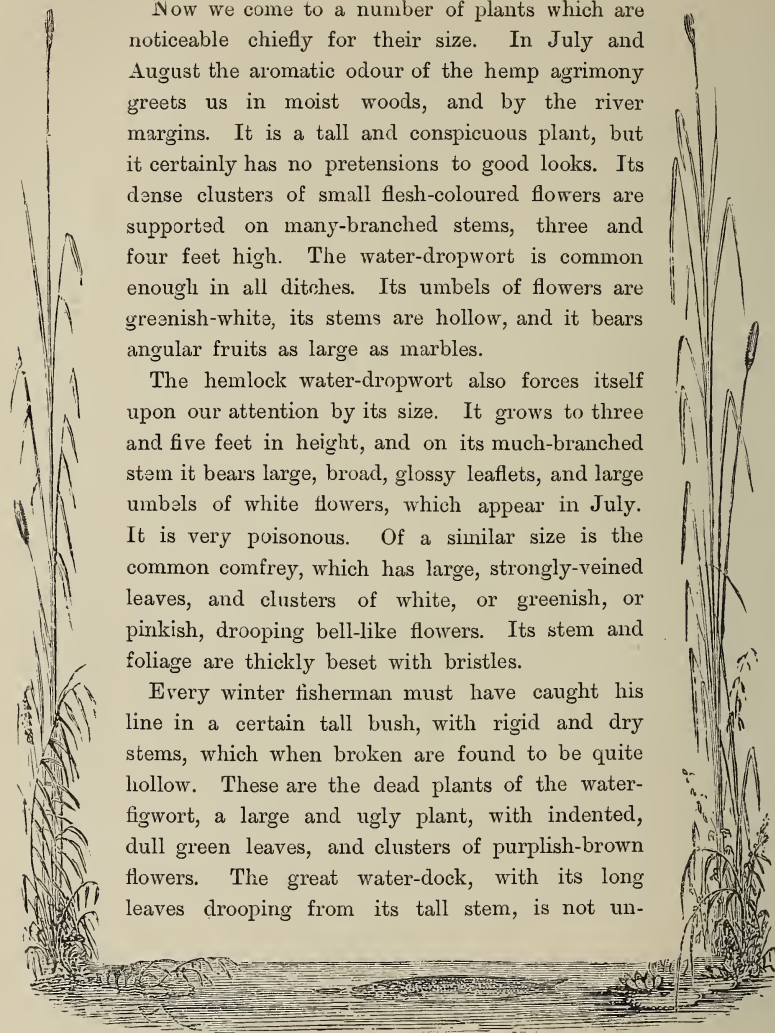 Now we come to a number of plants which are
noticeable chiefly for their size. In July and
August the aromatic odour of the hemp agrimony
greets us in moist woods, and by the river
margins. It is a tall and conspicuous plant, but
it certainly has no pretensions to good looks. Its
dense clusters of small flesh-coloured flowers are
supported on many-branched stems, three and
four feet high. The water-dropwort is common
enough in all ditches. Its umbels of flowers are
greenish-white, its stems are hollow, and it bears
angular fruits as large as marbles.
The hemlock water-dropwort also forces itself
upon our attention by its size. It grows to three
and five feet in height, and on its much-branched
stem it bears large, broad, glossy leaflets, and large
umbels of white flowers, which appear in July.
It is very poisonous. Of a similar size is the
common comfrey, which has large, strongly-veined
leaves, and clusters of white, or greenish, or
pinkish, drooping bell-like flowers. Its stem and
foliage are thickly beset with bristles.
Every winter fisherman must have caught his
line in a certain tall bush, with rigid and dry
stems, which when broken are found to be quite
hollow. These are the dead plants of the water-
figwort, a large and ugly plant, with indented,
dull green leaves, and clusters of purplish-brown
flowers. The great water-dock, with its long
leaves drooping from its tall stem, is not un-